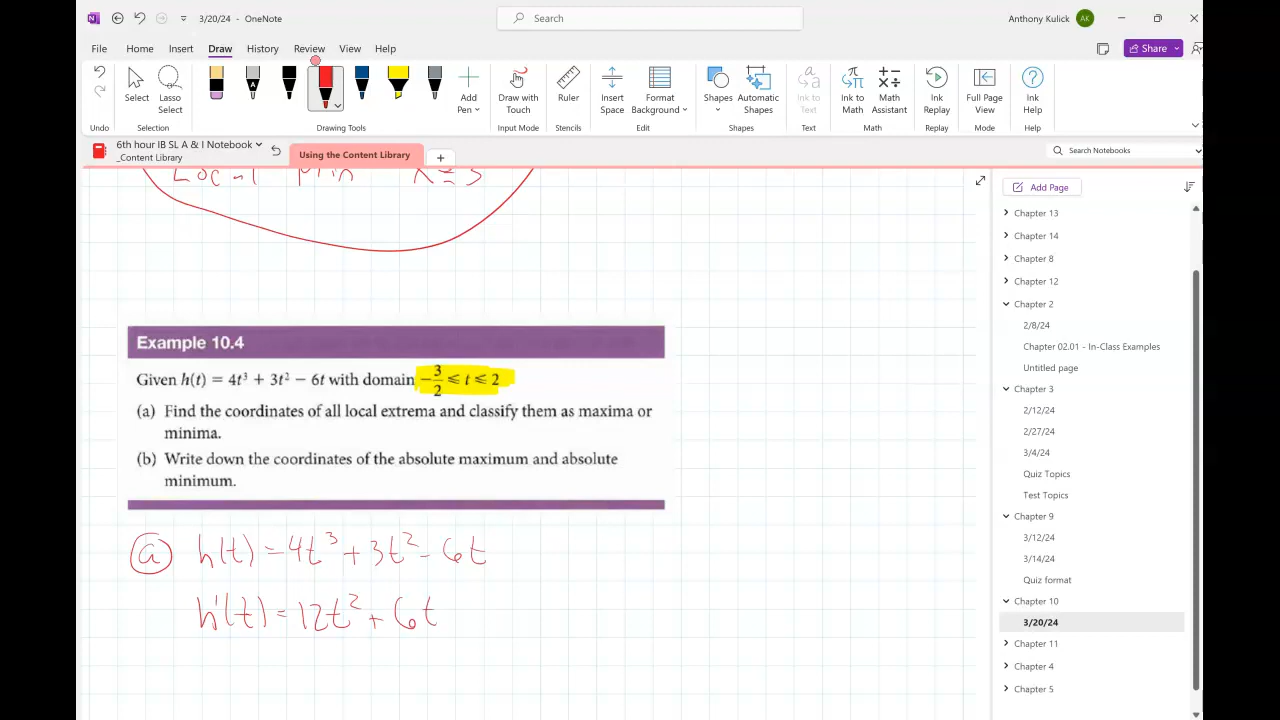 3/20/24 - OneNote
Search
Anthony Kulick
AK
File Home Insert Draw History Review View Help
Share
Undo
Select
Lasso Select
Add Pen
Draw with Touch
Ruler
Insert Space
Format Background
Shapes
Automatic Shapes
Ink to Text
Ink to Math
Math Assistant
Ink Replay
Full Page View
Ink Help
Undo Selection Drawing Tools Input Mode Stencils Edit Shapes Text Math Replay Mode Help
6th hour IB SL A & I Notebook
_Content Library
Using the Content Library
Search Notebooks
Local Min x = 3
Example 10.4
Given h(t) = 4t³ + 3t² − 6t with domain −3/2 ⩽ t ⩽ 2
(a) Find the coordinates of all local extrema and classify them as maxima or
minima.
(b) Write down the coordinates of the absolute maximum and absolute
minimum.
a h(t) = 4t³ + 3t² - 6t
h'(t) = 12t² + 6t
Add Page
Chapter 13
Chapter 14
Chapter 8
Chapter 12
Chapter 2
2/8/24
Chapter 02.01 - In-Class Examples
Untitled page
Chapter 3
2/12/24
2/27/24
3/4/24
Quiz Topics
Test Topics
Chapter 9
3/12/24
3/14/24
Quiz format
Chapter 10
3/20/24
Chapter 11
Chapter 4
Chapter 5